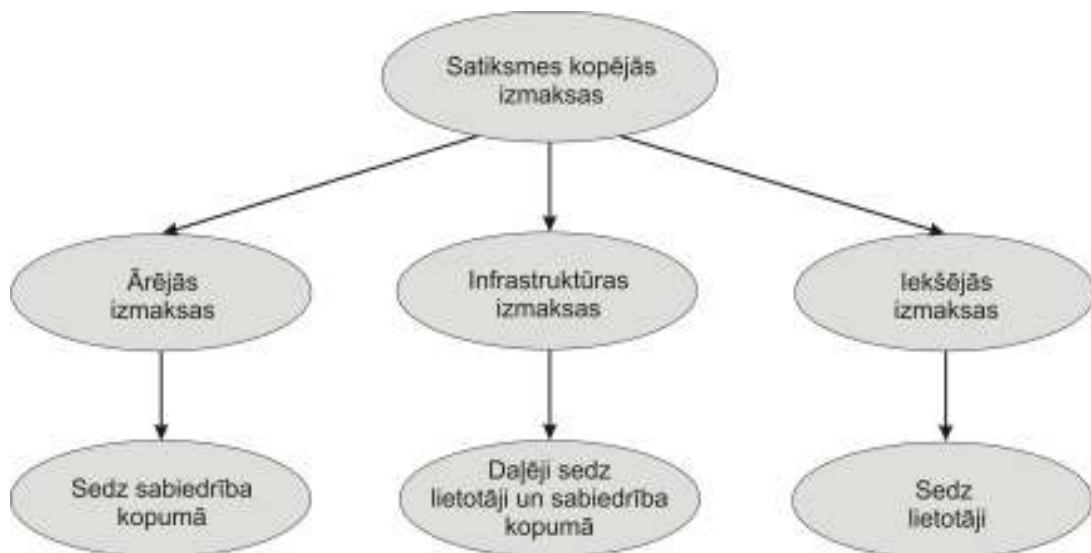 Satiksmes kopējās
izmaksas
Ārējās
izmaksas
Infrastruktūras
izmaksas
Iekšējās
izmaksas
Sedz sabiedrība
kopumā
Daļēji sedz
lietotāji un sabiedrība
kopumā
Sedz
lietotāji